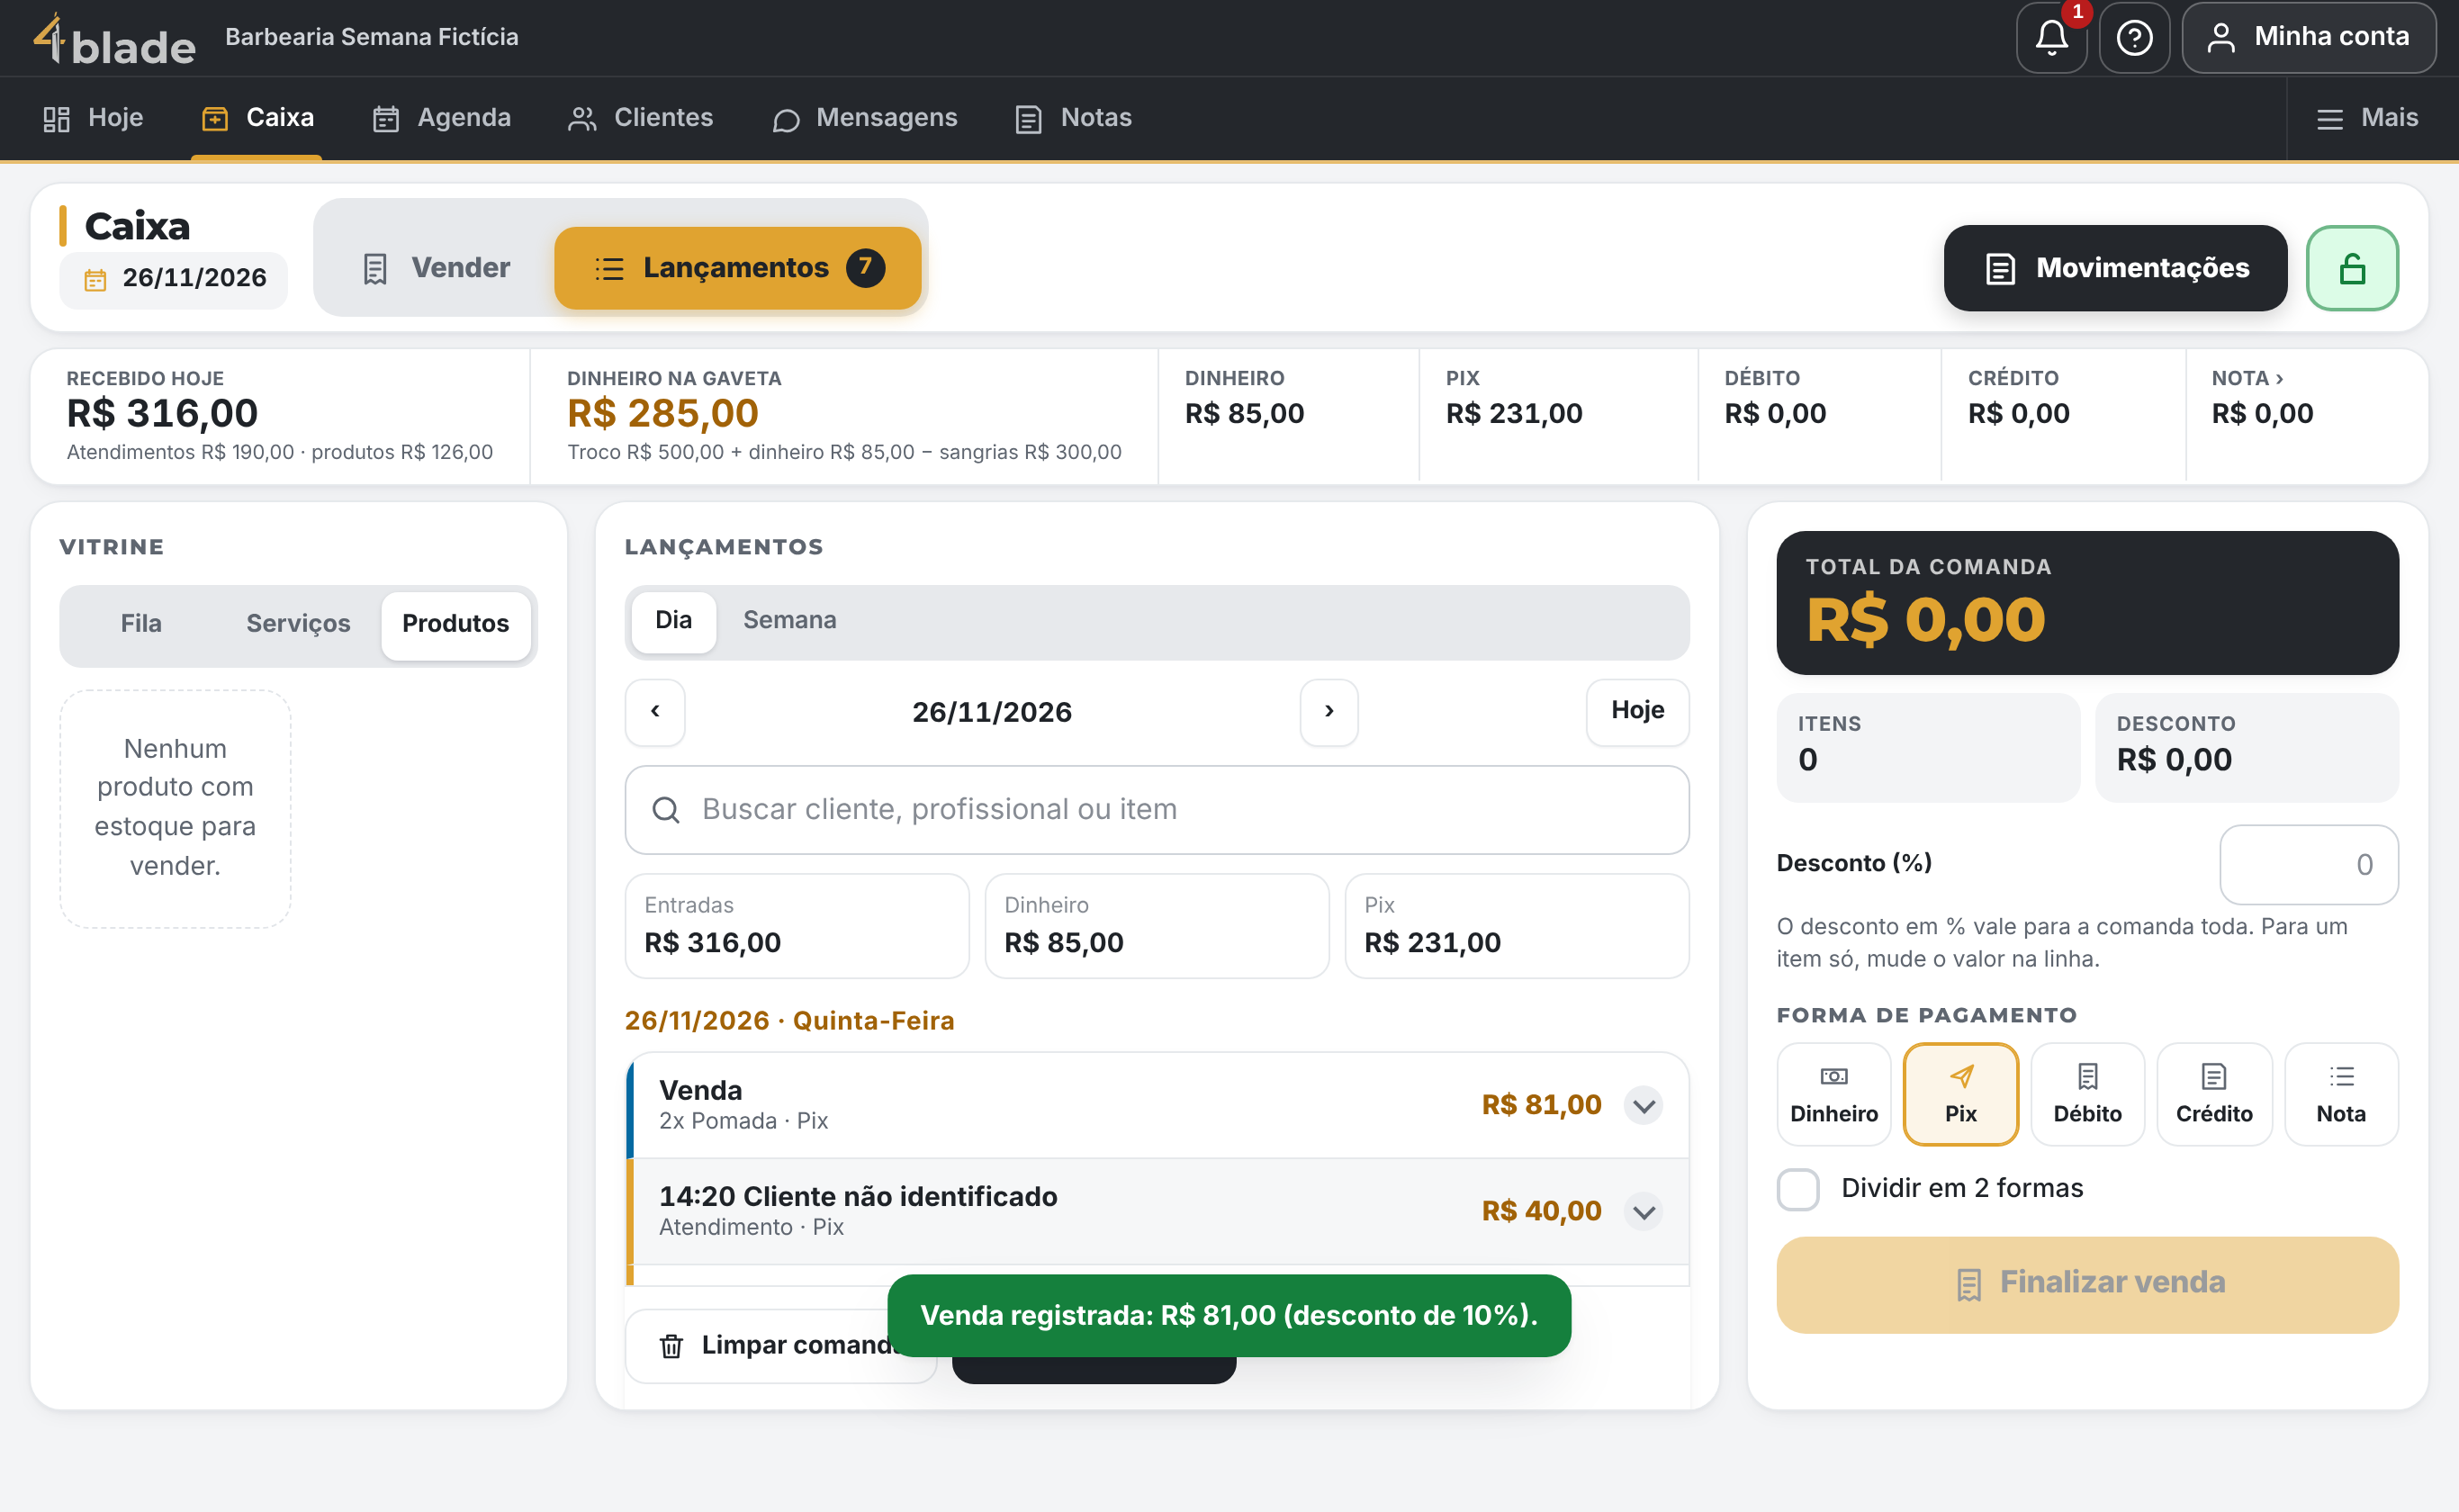 4blade
Barbearia Semana Fictícia
1
Minha conta
Hoje
Caixa
Agenda
Clientes
Mensagens
Notas
Mais
Caixa
26/11/2026
Vender
Lançamentos 7
Movimentações
RECEBIDO HOJE
R$ 316,00
Atendimentos R$ 190,00 · produtos R$ 126,00
DINHEIRO NA GAVETA
R$ 285,00
Troco R$ 500,00 + dinheiro R$ 85,00 − sangrias R$ 300,00
DINHEIRO
R$ 85,00
PIX
R$ 231,00
DÉBITO
R$ 0,00
CRÉDITO
R$ 0,00
NOTA ›
R$ 0,00
VITRINE
Fila
Serviços
Produtos
Nenhum
produto com
estoque para
vender.
LANÇAMENTOS
Dia
Semana
‹
26/11/2026
›
Hoje
Buscar cliente, profissional ou item
Entradas
R$ 316,00
Dinheiro
R$ 85,00
Pix
R$ 231,00
26/11/2026 · Quinta-Feira
Venda
2x Pomada · Pix
R$ 81,00
14:20 Cliente não identificado
Atendimento · Pix
R$ 40,00
Limpar comanda
Venda registrada: R$ 81,00 (desconto de 10%).
TOTAL DA COMANDA
R$ 0,00
ITENS
0
DESCONTO
R$ 0,00
Desconto (%)
0
O desconto em % vale para a comanda toda. Para um
item só, mude o valor na linha.
FORMA DE PAGAMENTO
Dinheiro
Pix
Débito
Crédito
Nota
Dividir em 2 formas
Finalizar venda